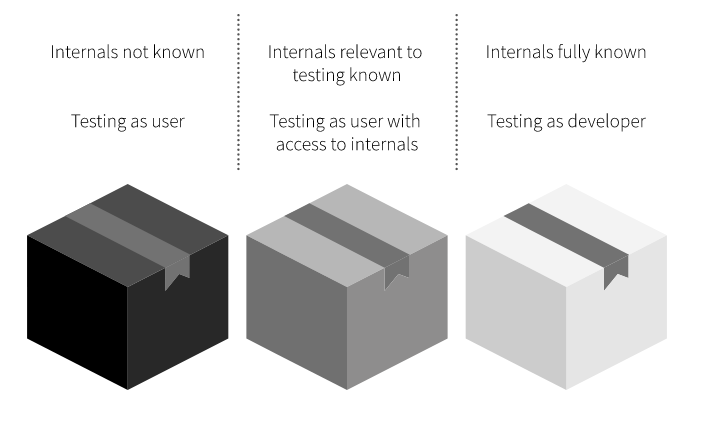 Internals not known
Testing as user
Internals relevant to
testing known
Testing as user with
access to internals
Internals fully known
Testing as developer